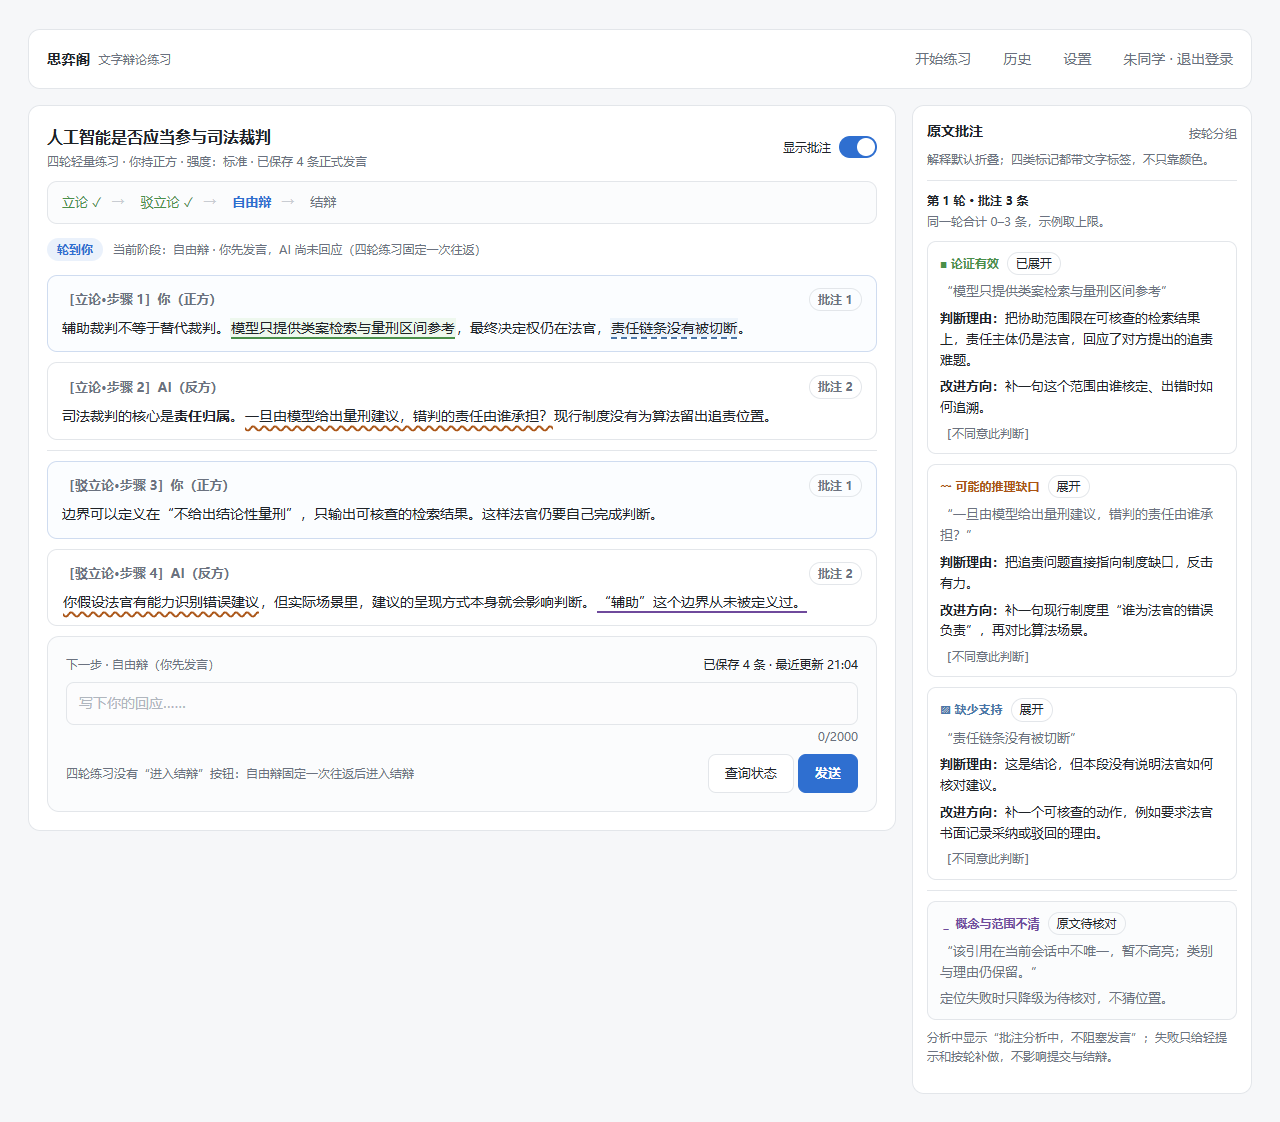 思弈阁 文字辩论练习
开始练习 历史 设置 朱同学 · 退出登录
人工智能是否应当参与司法裁判
四轮轻量练习 · 你持正方 · 强度：标准 · 已保存 4 条正式发言
显示批注
立论 ✓ → 驳立论 ✓ → 自由辩 → 结辩
轮到你 当前阶段：自由辩 · 你先发言，AI 尚未回应（四轮练习固定一次往返）
[立论·步骤 1] 你（正方）
批注 1
辅助裁判不等于替代裁判。模型只提供类案检索与量刑区间参考，最终决定权仍在法官，责任链条没有被切断。
[立论·步骤 2] AI（反方）
批注 2
司法裁判的核心是责任归属。一旦由模型给出量刑建议，错判的责任由谁承担？现行制度没有为算法留出追责位置。
[驳立论·步骤 3] 你（正方）
批注 1
边界可以定义在“不给出结论性量刑”，只输出可核查的检索结果。这样法官仍要自己完成判断。
[驳立论·步骤 4] AI（反方）
批注 2
你假设法官有能力识别错误建议，但实际场景里，建议的呈现方式本身就会影响判断。“辅助”这个边界从未被定义过。
下一步 · 自由辩（你先发言）
已保存 4 条 · 最近更新 21:04
写下你的回应……
0/2000
四轮练习没有“进入结辩”按钮：自由辩固定一次往返后进入结辩
查询状态 发送
原文批注 按轮分组
解释默认折叠；四类标记都带文字标签，不只靠颜色。
第 1 轮 · 批注 3 条
同一轮合计 0–3 条，示例取上限。
■ 论证有效 已展开
“模型只提供类案检索与量刑区间参考”
判断理由：把协助范围限在可核查的检索结果
上，责任主体仍是法官，回应了对方提出的追责
难题。
改进方向：补一句这个范围由谁核定、出错时如
何追溯。
[不同意此判断]
﹏ 可能的推理缺口 展开
“一旦由模型给出量刑建议，错判的责任由谁承
担？”
判断理由：把追责问题直接指向制度缺口，反击
有力。
改进方向：补一句现行制度里“谁为法官的错误
负责”，再对比算法场景。
[不同意此判断]
▨ 缺少支持 展开
“责任链条没有被切断”
判断理由：这是结论，但本段没有说明法官如何
核对建议。
改进方向：补一个可核查的动作，例如要求法官
书面记录采纳或驳回的理由。
[不同意此判断]
_ 概念与范围不清 原文待核对
“该引用在当前会话中不唯一，暂不高亮；类别
与理由仍保留。”
定位失败时只降级为待核对，不猜位置。
分析中显示“批注分析中，不阻塞发言”；失败只给轻提
示和按轮补做，不影响提交与结辩。